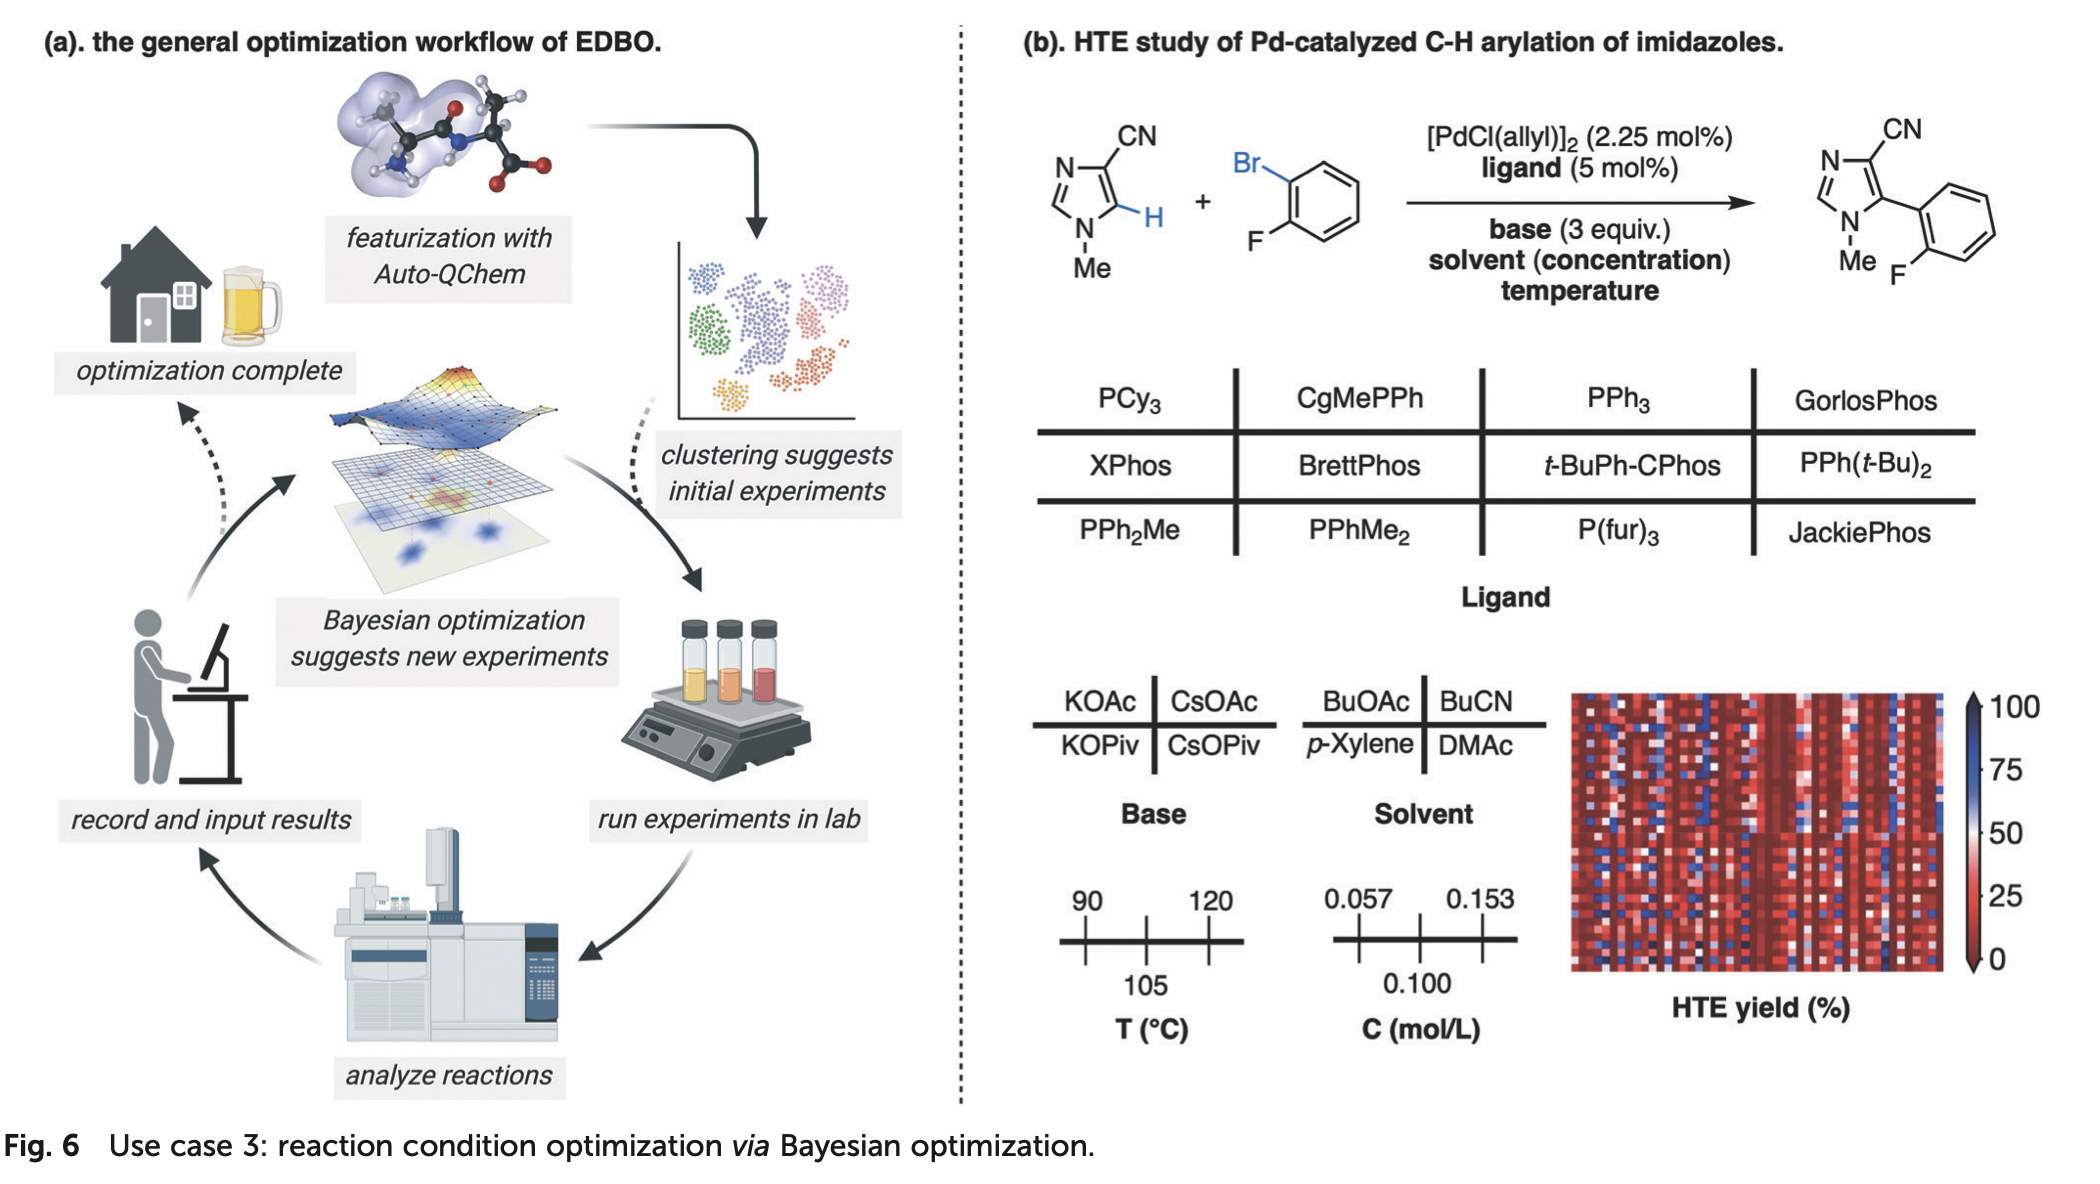 (a). the general optimization workflow of EDBO.
featurization with
Auto-QChem
optimization complete
clustering suggests
initial experiments
Bayesian optimization
suggests new experiments
record and input results
run experiments in lab
analyze reactions
(b). HTE study of Pd-catalyzed C-H arylation of imidazoles.
CN
N
H
N
Me
+
Br
F
[PdCl(allyl)]₂ (2.25 mol%)
ligand (5 mol%)
base (3 equiv.)
solvent (concentration)
temperature
CN
N
N
Me
F
PCy₃ CgMePPh PPh₃ GorlosPhos
XPhos BrettPhos t-BuPh-CPhos PPh(t-Bu)₂
PPh₂Me PPhMe₂ P(fur)₃ JackiePhos
Ligand
KOAc CsOAc
KOPiv CsOPiv
Base
BuOAc BuCN
p-Xylene DMAc
Solvent
90 120
105
T (°C)
0.057 0.153
0.100
C (mol/L)
100
75
50
25
0
HTE yield (%)
Fig. 6 Use case 3: reaction condition optimization via Bayesian optimization.